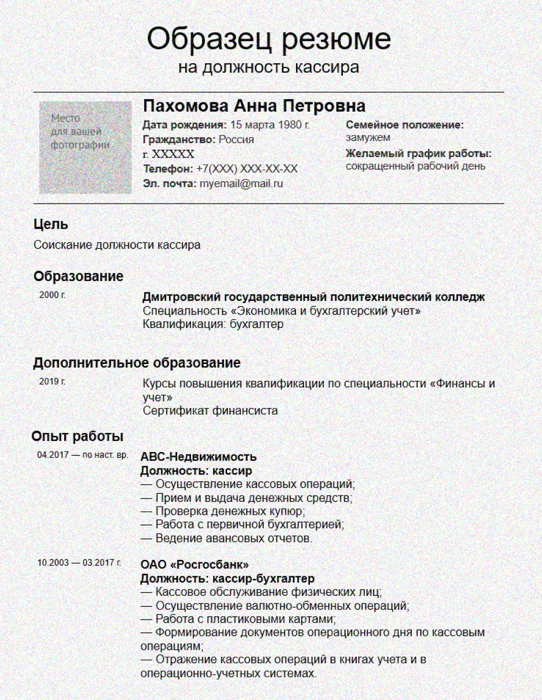 Образец резюме
на должность кассира
Место
для вашей
фотографии
Пахомова Анна Петровна
Дата рождения: 15 марта 1980 г.
Гражданство: Россия
г. XXXXX
Телефон: +7(XXX) XXX-XX-XX
Эл. почта: myemail@mail.ru
Семейное положение:
замужем
Желаемый график работы:
сокращенный рабочий день
Цель
Соискание должности кассира
Образование
2000 г.
Дмитровский государственный политехнический колледж
Специальность «Экономика и бухгалтерский учет»
Квалификация: бухгалтер
Дополнительное образование
2019 г.
Курсы повышения квалификации по специальности «Финансы и
учет»
Сертификат финансиста
Опыт работы
04.2017 — по наст. вр.
АВС-Недвижимость
Должность: кассир
— Осуществление кассовых операций;
— Прием и выдача денежных средств;
— Проверка денежных купюр;
— Работа с первичной бухгалтерией;
— Ведение авансовых отчетов.
10.2003 — 03.2017 г.
ОАО «Росгосбанк»
Должность: кассир-бухгалтер
— Кассовое обслуживание физических лиц;
— Осуществление валютно-обменных операций;
— Работа с пластиковыми картами;
— Формирование документов операционного дня по кассовым
операциям;
— Отражение кассовых операций в книгах учета и в
операционно-учетных системах.